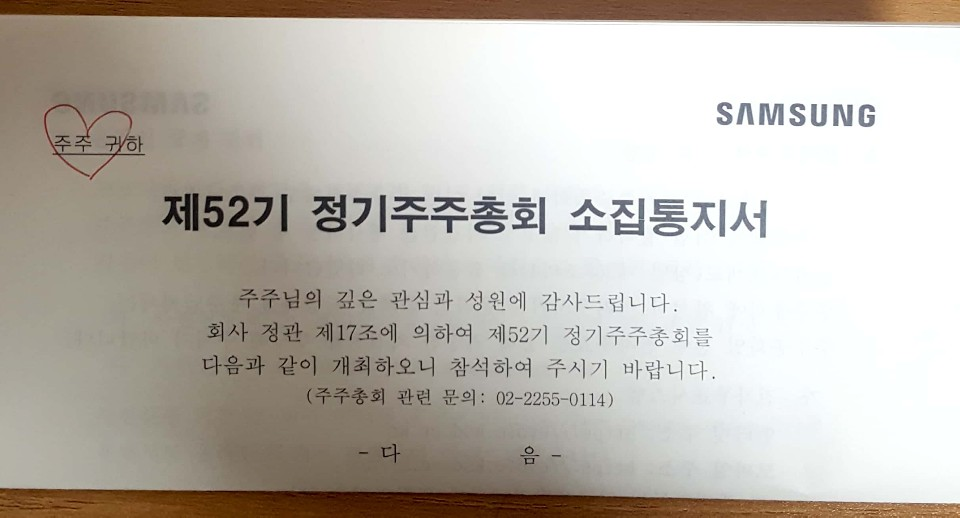 SAMSUNG
주주 귀하
제52기 정기주주총회 소집통지서
주주님의 깊은 관심과 성원에 감사드립니다.
회사 정관 제17조에 의하여 제52기 정기주주총회를
다음과 같이 개최하오니 참석하여 주시기 바랍니다.
(주주총회 관련 문의: 02-2255-0114)
- 다 음 -